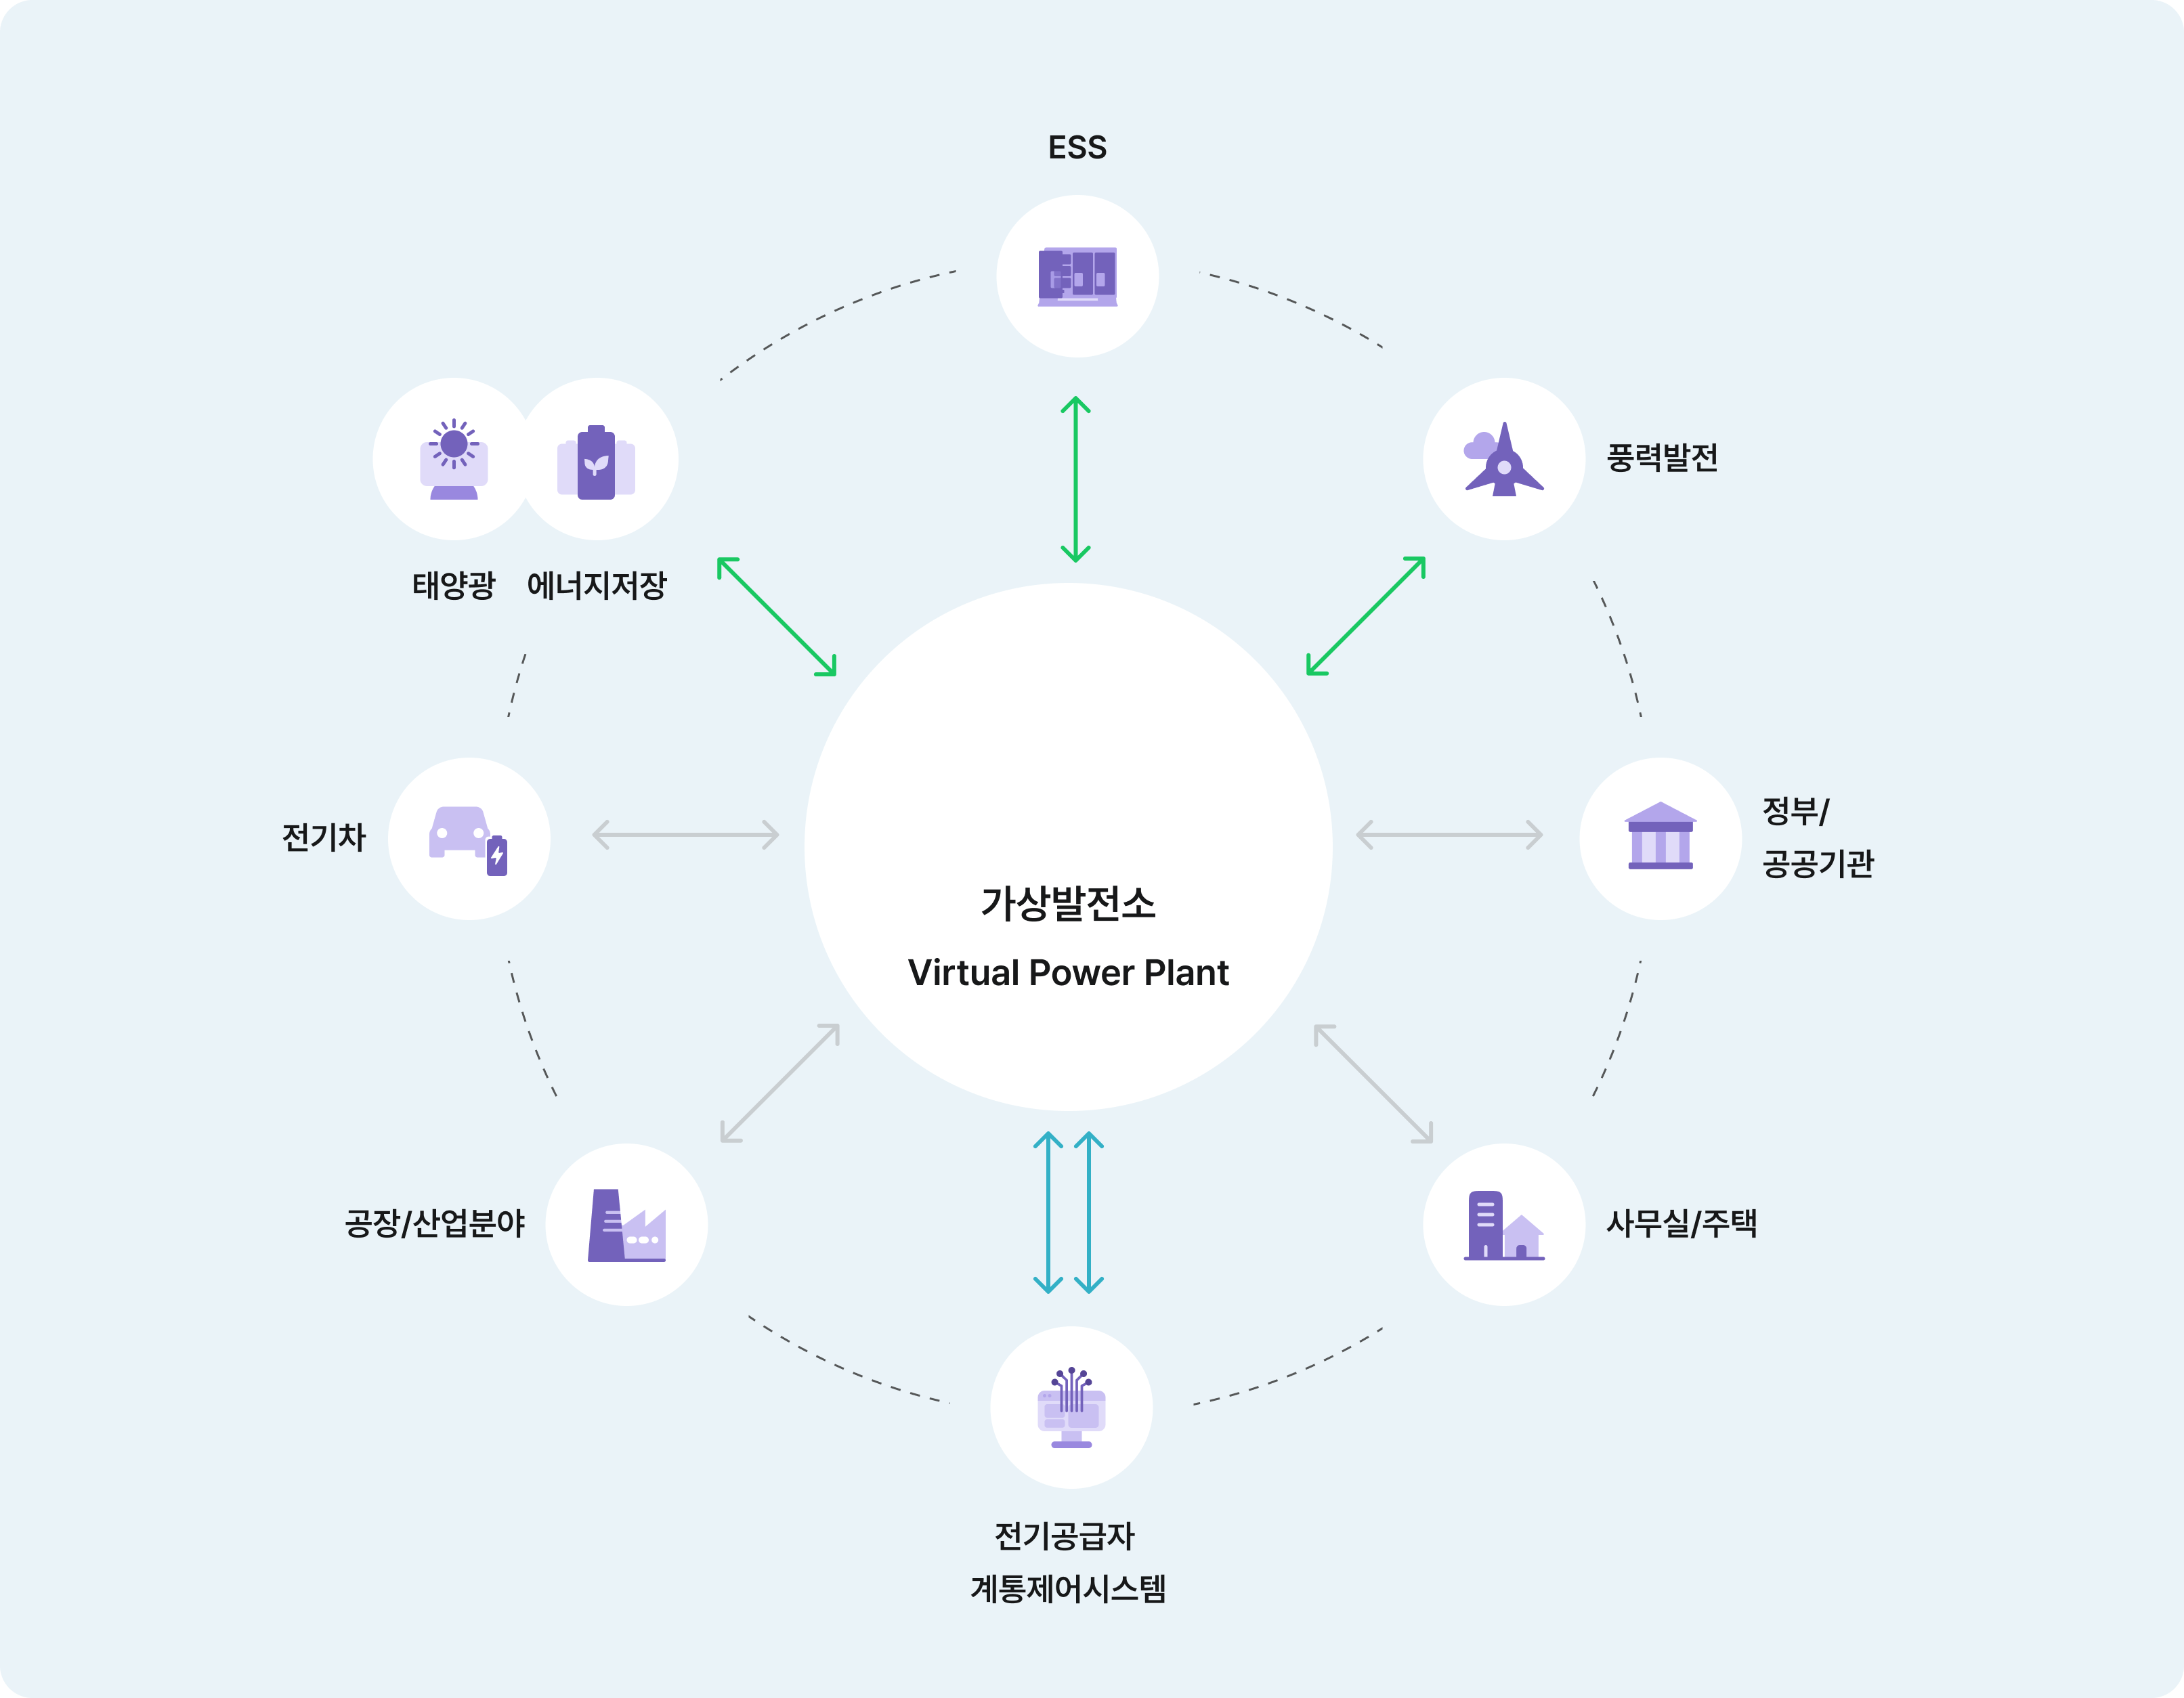 ESS
풍력발전
태양광 에너지저장
전기차
정부/
공공기관
가상발전소
Virtual Power Plant
공장/산업분야
사무실/주택
전기공급자
계통제어시스템